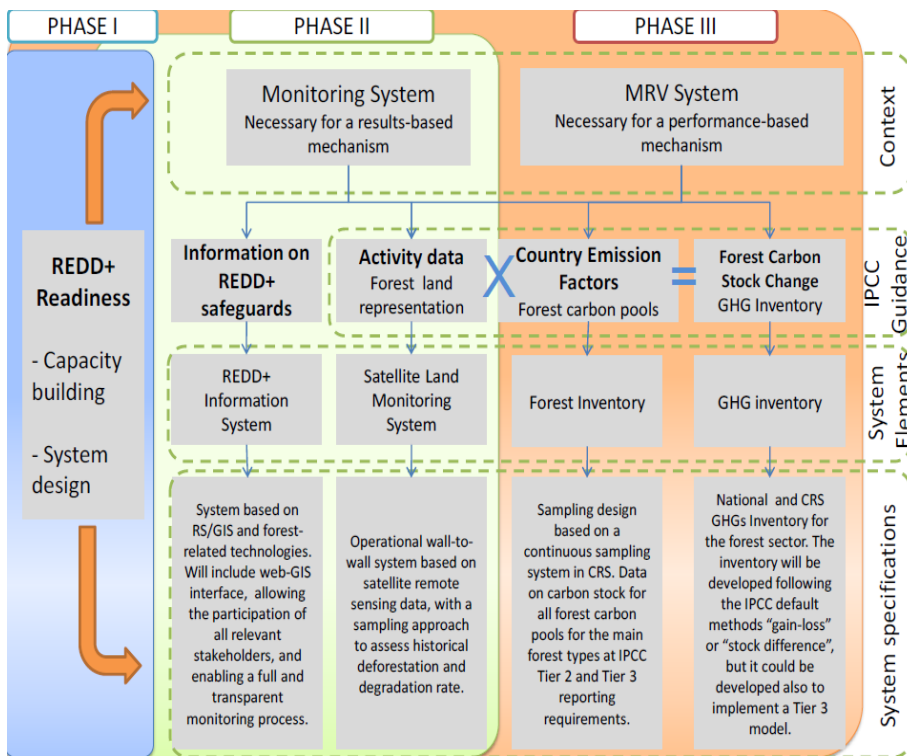 PHASE I
PHASE II
PHASE III
Monitoring System
Necessary for a results-based
mechanism
MRV System
Necessary for a performance-based
mechanism
Context
REDD+
Readiness
- Capacity
building
- System
design
Information on
REDD+
safeguards
Activity data
Forest land
representation
X
Country Emission
Factors
Forest carbon pools
=
Forest Carbon
Stock Change
GHG Inventory
IPCC
Guidance
REDD+
Information
System
Satellite Land
Monitoring
System
Forest Inventory
GHG inventory
System
Elements
System based on
RS/GIS and forest-
related technologies.
Will include web-GIS
interface, allowing
the participation of
all relevant
stakeholders, and
enabling a full and
transparent
monitoring process.
Operational wall-to-
wall system based on
satellite remote
sensing data, with a
sampling approach
to assess historical
deforestation and
degradation rate.
Sampling design
based on a
continuous sampling
system in CRS. Data
on carbon stock for
all forest carbon
pools for the main
forest types at IPCC
Tier 2 and Tier 3
reporting
requirements.
National and CRS
GHGs Inventory for
the forest sector. The
inventory will be
developed following
the IPCC default
methods "gain-loss"
or "stock difference",
but it could be
developed also to
implement a Tier 3
model.
System specifications